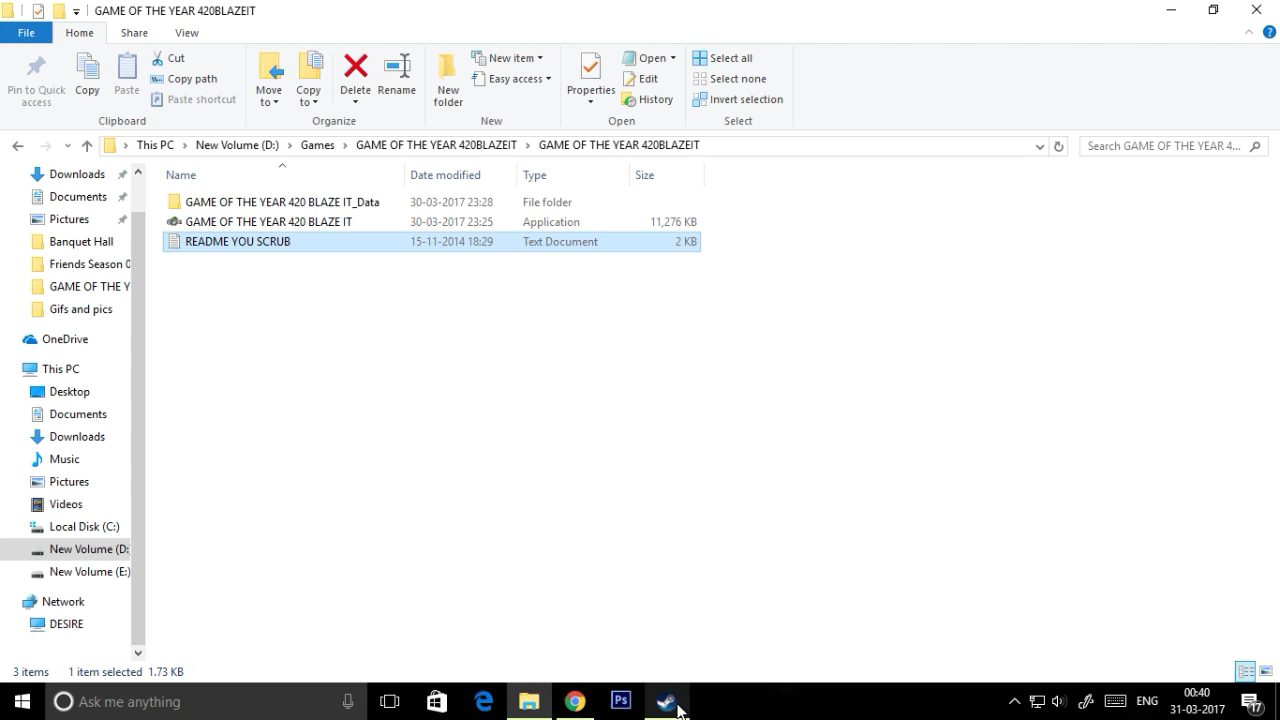 GAME OF THE YEAR 420BLAZEIT
File Home Share View
Pin to Quick access
Copy
Paste
Cut
Copy path
Paste shortcut
Move to
Copy to
Delete
Rename
New folder
New item
Easy access
Properties
Open
Edit
History
Select all
Select none
Invert selection
Clipboard Organize New Open Select
This PC New Volume (D:) Games GAME OF THE YEAR 420BLAZEIT GAME OF THE YEAR 420BLAZEIT
Search GAME OF THE YEAR 4...
Name Date modified Type Size
GAME OF THE YEAR 420 BLAZE IT_Data 30-03-2017 23:28 File folder
GAME OF THE YEAR 420 BLAZE IT 30-03-2017 23:25 Application 11,276 KB
README YOU SCRUB 15-11-2014 18:29 Text Document 2 KB
Downloads
Documents
Pictures
Banquet Hall
Friends Season 0
GAME OF THE Y
Gifs and pics
OneDrive
This PC
Desktop
Documents
Downloads
Music
Pictures
Videos
Local Disk (C:)
New Volume (D:
New Volume (E:)
Network
DESIRE
3 items 1 item selected 1.73 KB
Ask me anything
Ps
ENG
00:40
31-03-2017
17